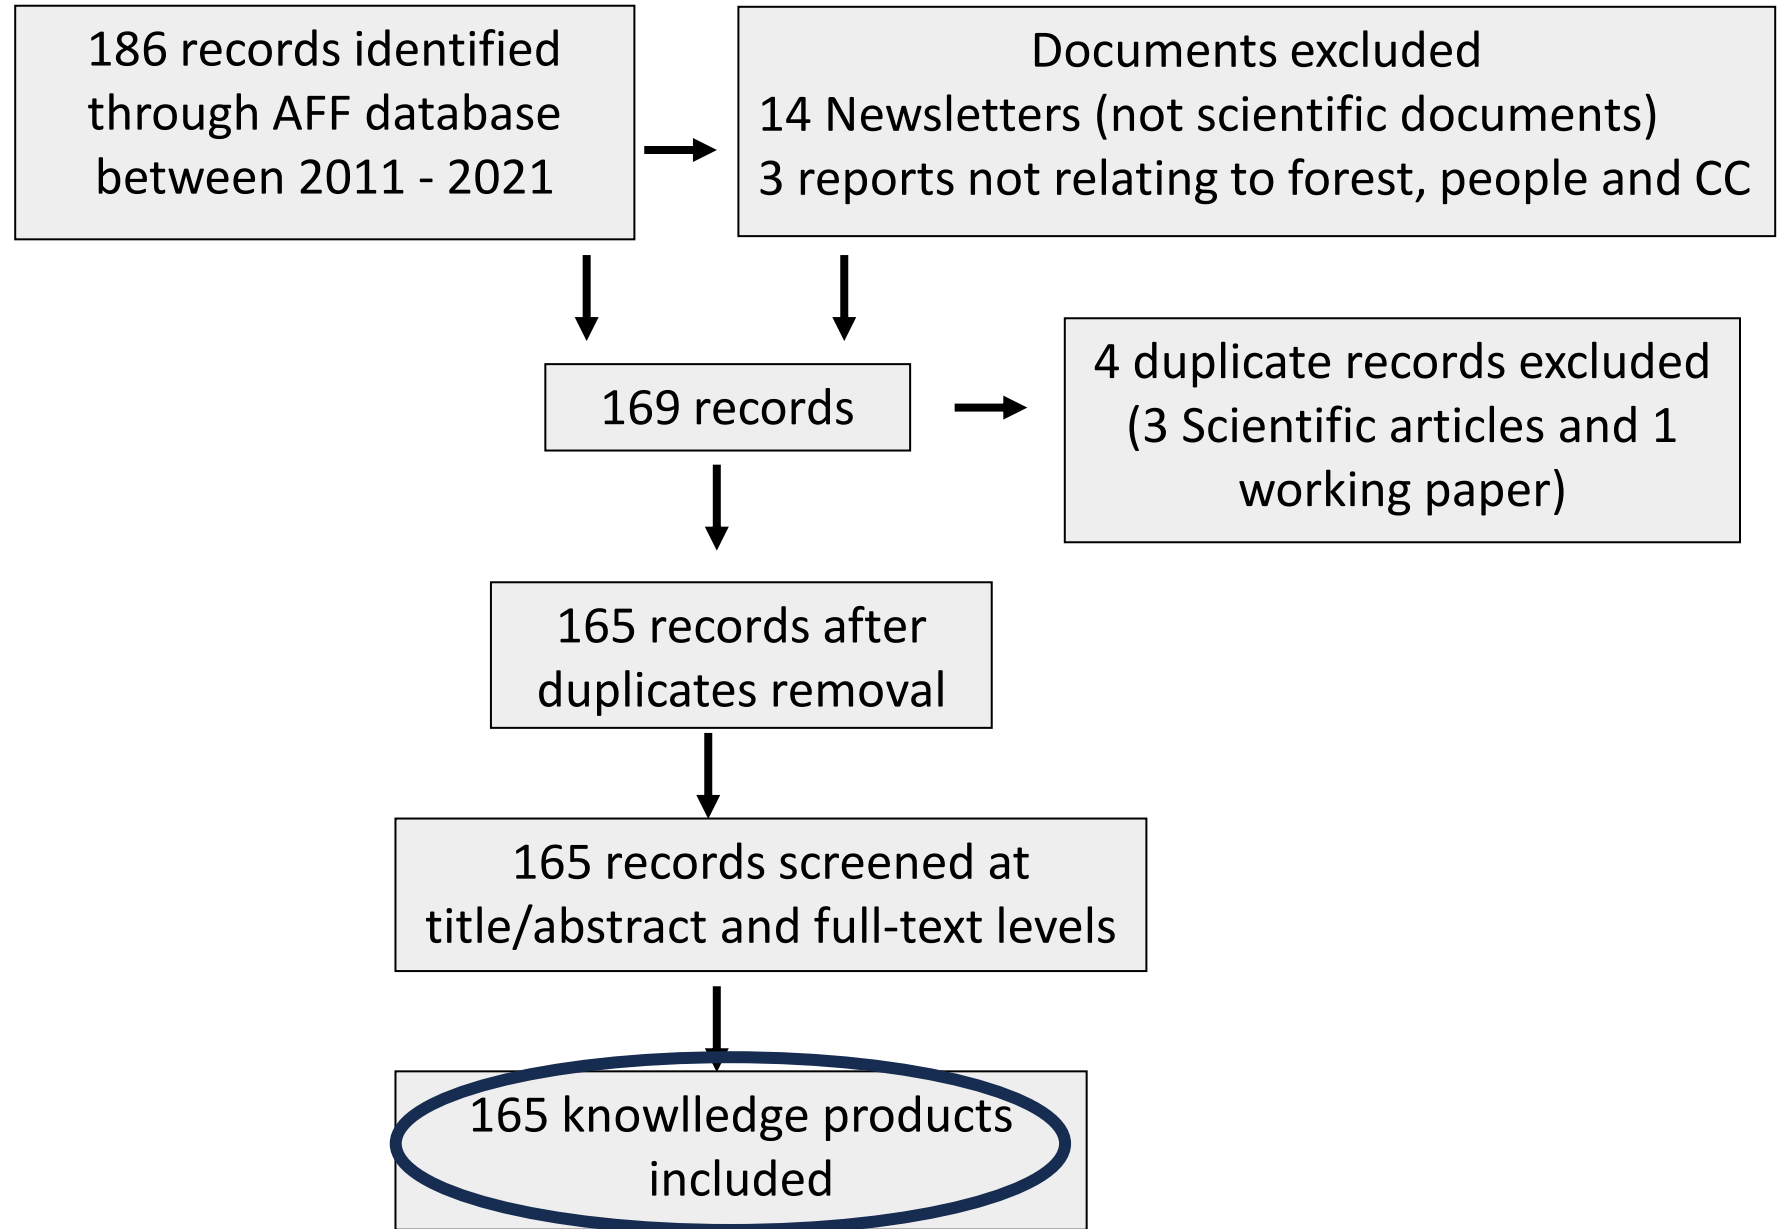 186 records identified
through AFF database
between 2011 - 2021
Documents excluded
14 Newsletters (not scientific documents)
3 reports not relating to forest, people and CC
169 records
4 duplicate records excluded
(3 Scientific articles and 1
working paper)
165 records after
duplicates removal
165 records screened at
title/abstract and full-text levels
165 knowlledge products
included